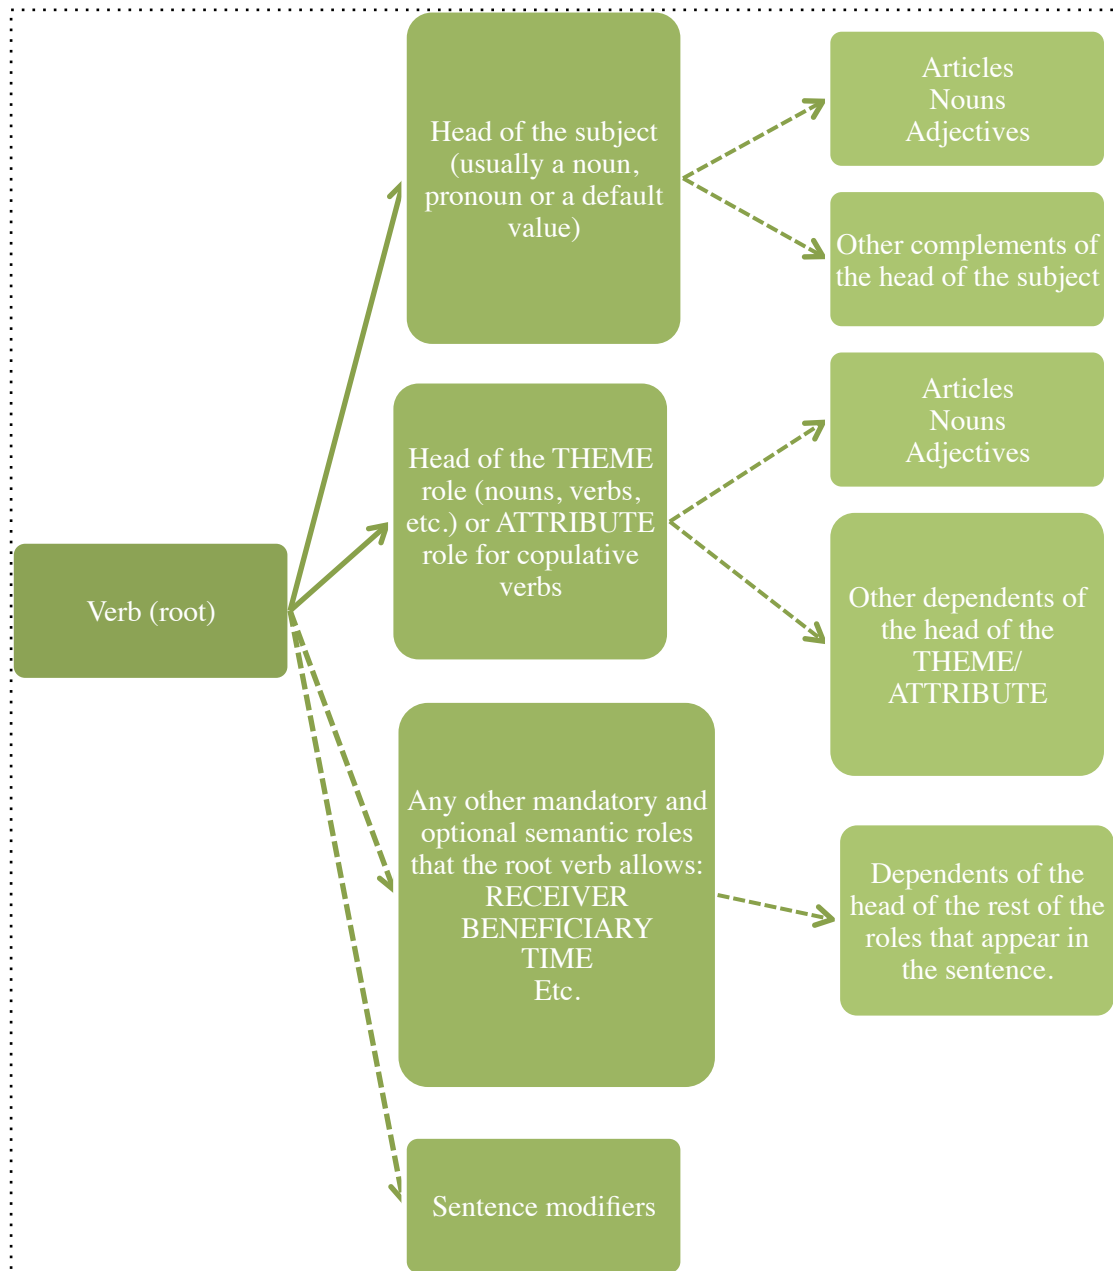 Verb (root)
Head of the subject
(usually a noun,
pronoun or a default
value)
Articles
Nouns
Adjectives
Other complements of
the head of the subject
Head of the THEME
role (nouns, verbs,
etc.) or ATTRIBUTE
role for copulative
verbs
Articles
Nouns
Adjectives
Other dependents of
the head of the
THEME/
ATTRIBUTE
Any other mandatory and
optional semantic roles
that the root verb allows:
RECEIVER
BENEFICIARY
TIME
Etc.
Dependents of the
head of the rest of the
roles that appear in
the sentence.
Sentence modifiers